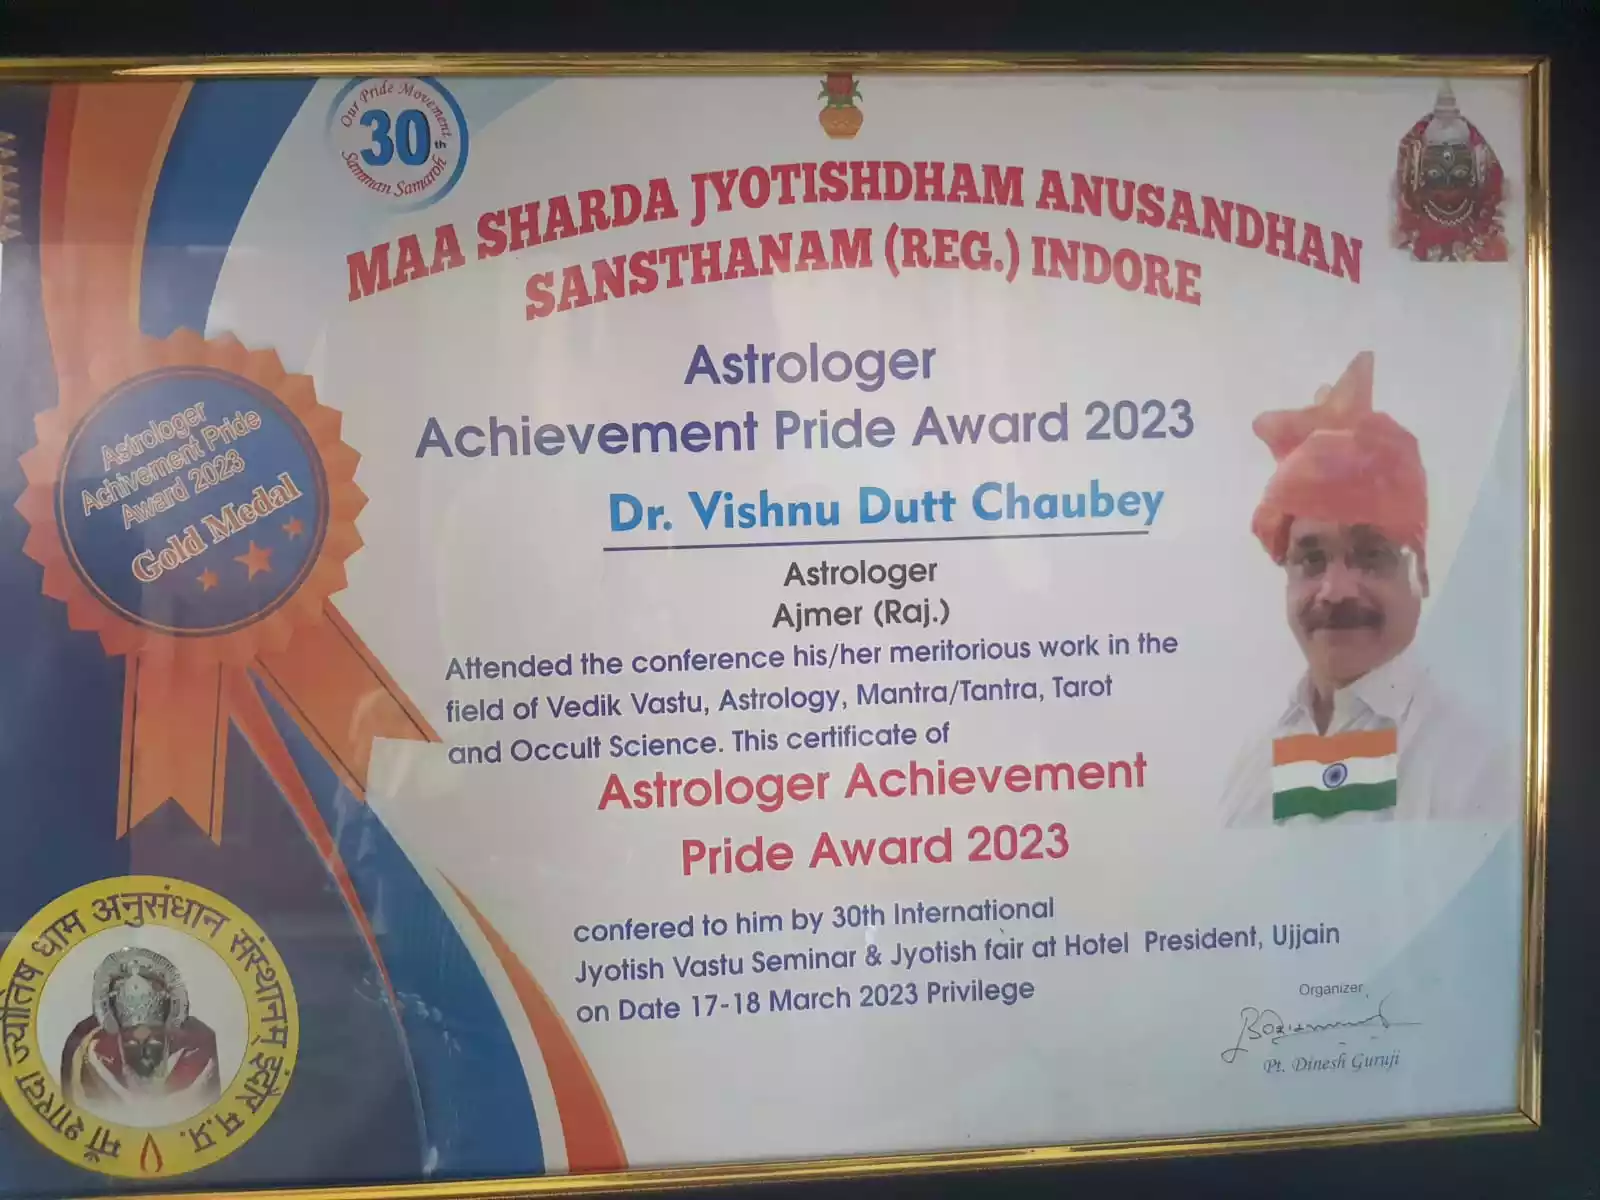 Our Pride Movement
30th
Samman Samaroh
MAA SHARDA JYOTISHDHAM ANUSANDHAN
SANSTHANAM (REG.) INDORE
Astrologer
Achievement Pride Award 2023
Astrologer
Achivement Pride
Award 2023
Gold Medal
Dr. Vishnu Dutt Chaubey
Astrologer
Ajmer (Raj.)
Attended the conference his/her meritorious work in the
field of Vedik Vastu, Astrology, Mantra/Tantra, Tarot
and Occult Science. This certificate of
Astrologer Achievement
Pride Award 2023
confered to him by 30th International
Jyotish Vastu Seminar & Jyotish fair at Hotel President, Ujjain
on Date 17-18 March 2023 Privilege
Organizer
Pt. Dinesh Guruji
माँ शारदा ज्योतिष धाम अनुसंधान संस्थानम् इंदौर म.प्र.